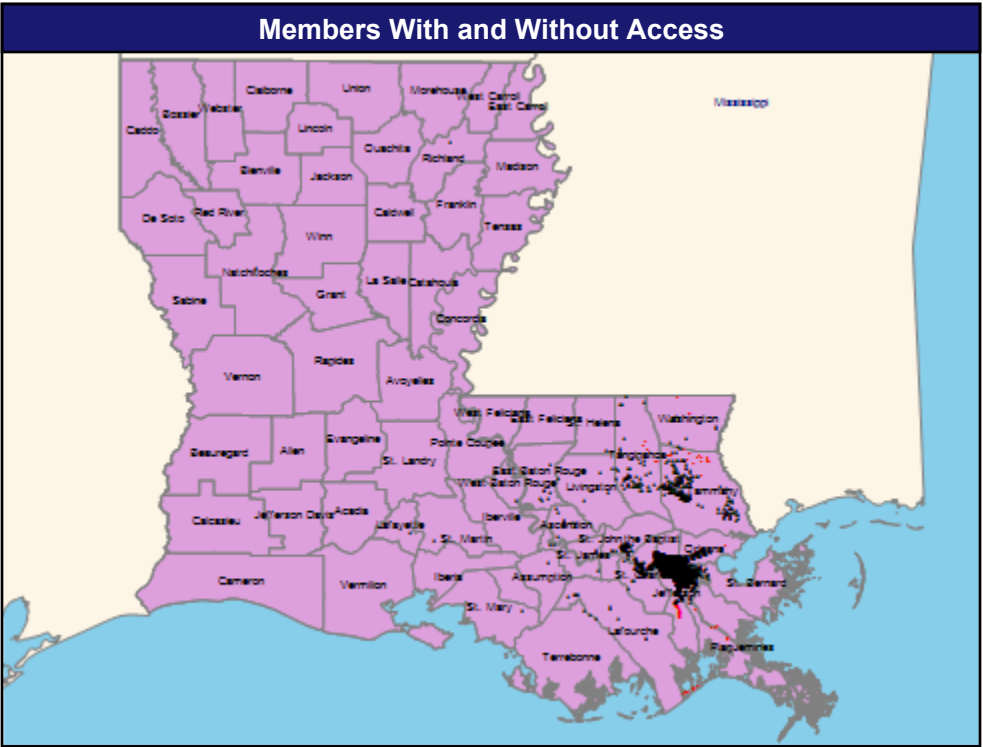 Members With and Without Access
Mississippi
Claiborne
Union
Morehouse
West Carrol
East Carrol
Bossier
Webster
Caddo
Lincoln
Ouachita
Richland
Madison
Bienville
Jackson
De Soto
Red River
Caldwell
Franklin
Tensas
Winn
Natchitoches
La Salle
Catahoula
Sabine
Grant
Concordia
Rapides
Vernon
Avoyelles
West Feliciana
East Feliciana
St. Helena
Washington
Beauregard
Allen
Evangeline
Pointe Coupee
St. Landry
Tangipahoa
East Baton Rouge
West Baton Rouge
Livingston
Tammany
Calcasieu
Jefferson Davis
Acadia
Lafayette
Iberville
Ascension
St. Martin
St. John the Baptist
St. James
Orleans
Cameron
Vermilion
Iberia
Assumption
St. Bernard
St. Mary
Lafourche
Plaquemines
Terrebonne